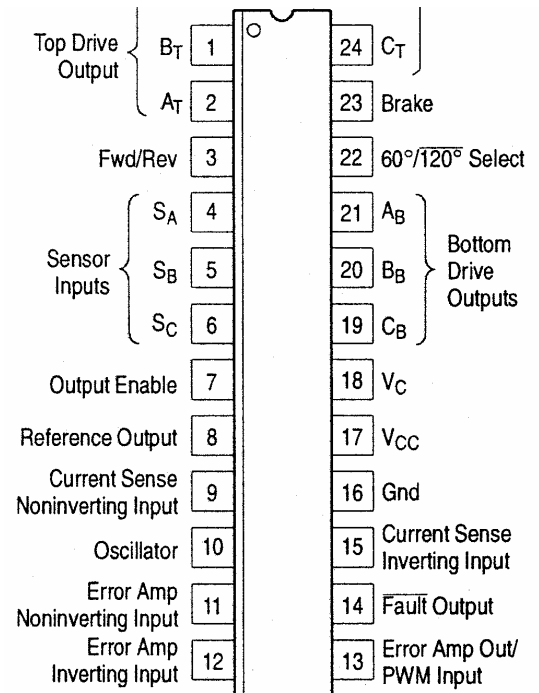 Top Drive
Output
B_T 1
A_T 2
Fwd/Rev 3
Sensor
Inputs
S_A 4
S_B 5
S_C 6
Output Enable 7
Reference Output 8
Current Sense
Noninverting Input 9
Oscillator 10
Error Amp
Noninverting Input 11
Error Amp
Inverting Input 12
24 C_T
23 Brake
22 60°/1̅2̅0̅°̅ Select
21 A_B
20 B_B
19 C_B
Bottom
Drive
Outputs
18 V_C
17 V_CC
16 Gnd
15 Current Sense
Inverting Input
14 F̅a̅u̅l̅t̅ Output
13 Error Amp Out/
PWM Input